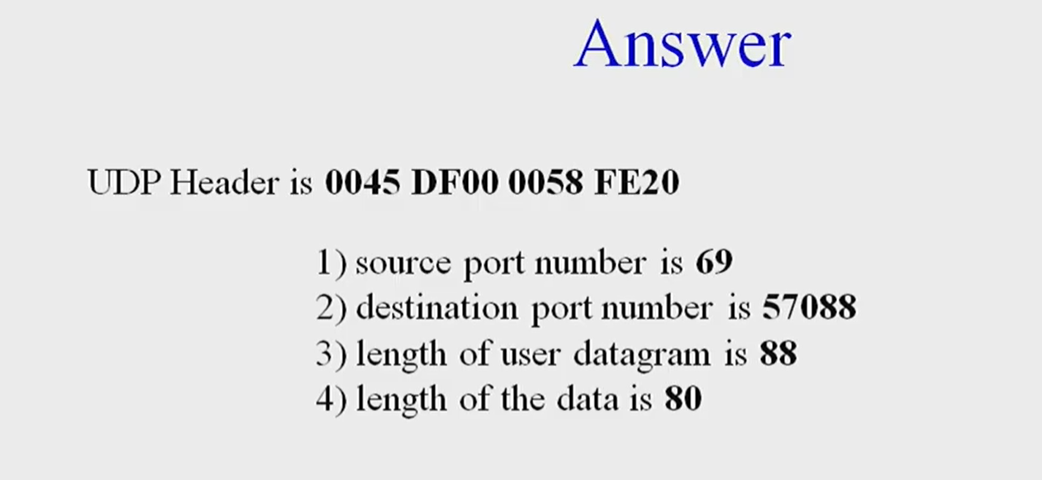 Answer
UDP Header is 0045 DF00 0058 FE20
1) source port number is 69
2) destination port number is 57088
3) length of user datagram is 88
4) length of the data is 80